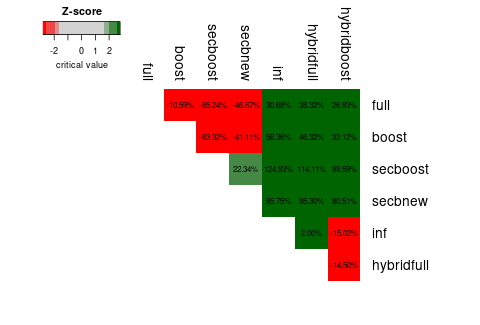 Z-score
-2 0 1 2
critical value
full boost secboost secbnew inf hybridfull hybridboost
-10.59% -65.24% -46.67% 30.68% 38.32% 26.93% full
-63.32% -41.11% 56.36% 46.32% 32.12% boost
22.34% 124.93% 114.11% 99.59% secboost
95.75% 95.30% 80.51% secbnew
2.00% -15.02% inf
-14.50% hybridfull